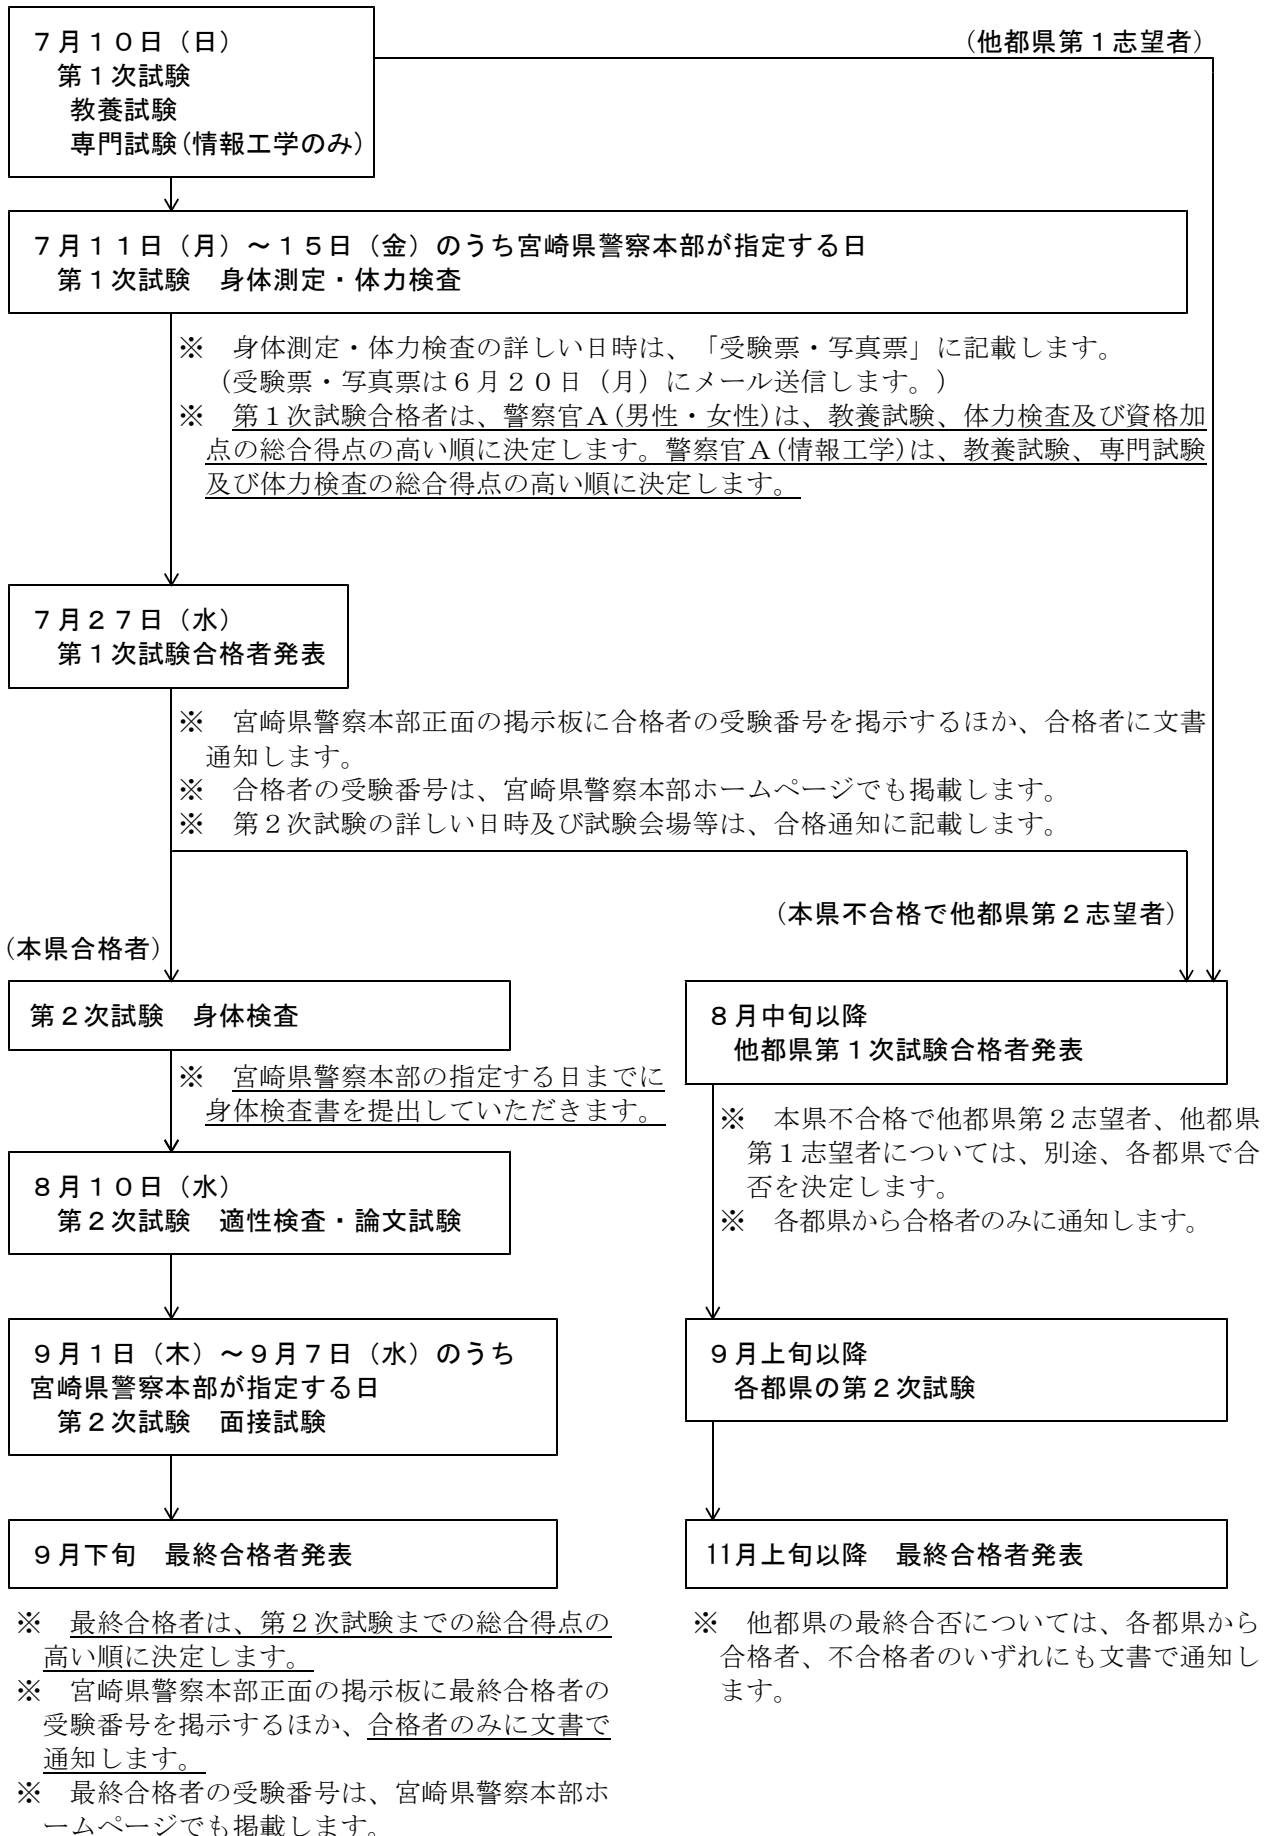 ７月１０日（日）
第１次試験
教養試験
専門試験(情報工学のみ)
(他都県第１志望者)
７月１１日（月）～１５日（金）のうち宮崎県警察本部が指定する日
第１次試験　身体測定・体力検査
※　身体測定・体力検査の詳しい日時は、「受験票・写真票」に記載します。
（受験票・写真票は６月２０日（月）にメール送信します。）
※　第１次試験合格者は、警察官Ａ(男性・女性)は、教養試験、体力検査及び資格加
点の総合得点の高い順に決定します。警察官Ａ(情報工学)は、教養試験、専門試験
及び体力検査の総合得点の高い順に決定します。
７月２７日（水）
第１次試験合格者発表
※　宮崎県警察本部正面の掲示板に合格者の受験番号を掲示するほか、合格者に文書
通知します。
※　合格者の受験番号は、宮崎県警察本部ホームページでも掲載します。
※　第２次試験の詳しい日時及び試験会場等は、合格通知に記載します。
(本県不合格で他都県第２志望者)
(本県合格者)
第２次試験　身体検査
※　宮崎県警察本部の指定する日までに
身体検査書を提出していただきます。
８月１０日（水）
第２次試験　適性検査・論文試験
９月１日（木）～９月７日（水）のうち
宮崎県警察本部が指定する日
第２次試験　面接試験
９月下旬　最終合格者発表
※　最終合格者は、第２次試験までの総合得点の
高い順に決定します。
※　宮崎県警察本部正面の掲示板に最終合格者の
受験番号を掲示するほか、合格者のみに文書で
通知します。
※　最終合格者の受験番号は、宮崎県警察本部ホ
ームページでも掲載します。
８月中旬以降
他都県第１次試験合格者発表
※　本県不合格で他都県第２志望者、他都県
第１志望者については、別途、各都県で合
否を決定します。
※　各都県から合格者のみに通知します。
９月上旬以降
各都県の第２次試験
11月上旬以降　最終合格者発表
※　他都県の最終合否については、各都県から
合格者、不合格者のいずれにも文書で通知し
ます。